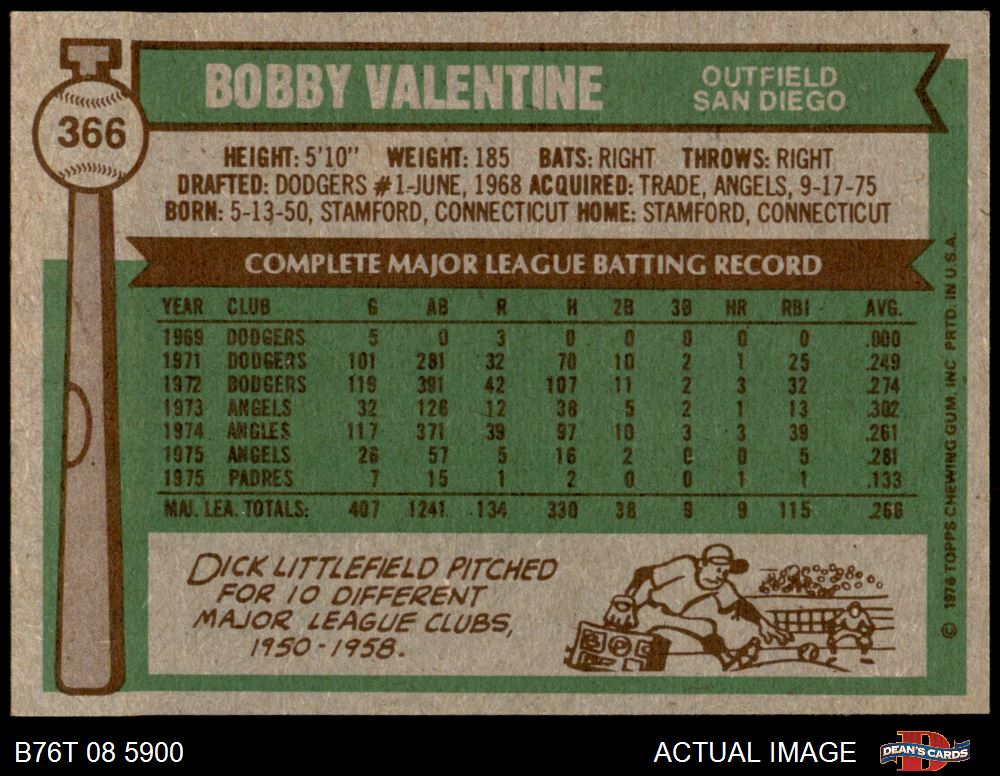 366
BOBBY VALENTINE
OUTFIELD
SAN DIEGO
HEIGHT: 5'10" WEIGHT: 185 BATS: RIGHT THROWS: RIGHT
DRAFTED: DODGERS #1-JUNE, 1968 ACQUIRED: TRADE, ANGELS, 9-17-75
BORN: 5-13-50, STAMFORD, CONNECTICUT HOME: STAMFORD, CONNECTICUT
COMPLETE MAJOR LEAGUE BATTING RECORD
YEAR CLUB G AB R H 2B 3B HR RBI AVG.
1969 DODGERS 5 0 3 0 0 0 0 0 .000
1971 DODGERS 101 281 32 70 10 2 1 25 .249
1972 DODGERS 119 391 42 107 11 2 3 32 .274
1973 ANGELS 32 126 12 38 5 2 1 13 .302
1974 ANGLES 117 371 39 97 10 3 3 39 .261
1975 ANGELS 26 57 5 16 2 0 0 5 .281
1975 PADRES 7 15 1 2 0 0 1 1 .133
MAJ. LEA. TOTALS: 407 1241 134 330 38 9 9 115 .266
DICK LITTLEFIELD PITCHED
FOR 10 DIFFERENT
MAJOR LEAGUE CLUBS,
1950-1958.
© 1976 TOPPS CHEWING GUM, INC PRTD. IN U.S.A.
B76T 08 5900
ACTUAL IMAGE
DEAN'S CARDS